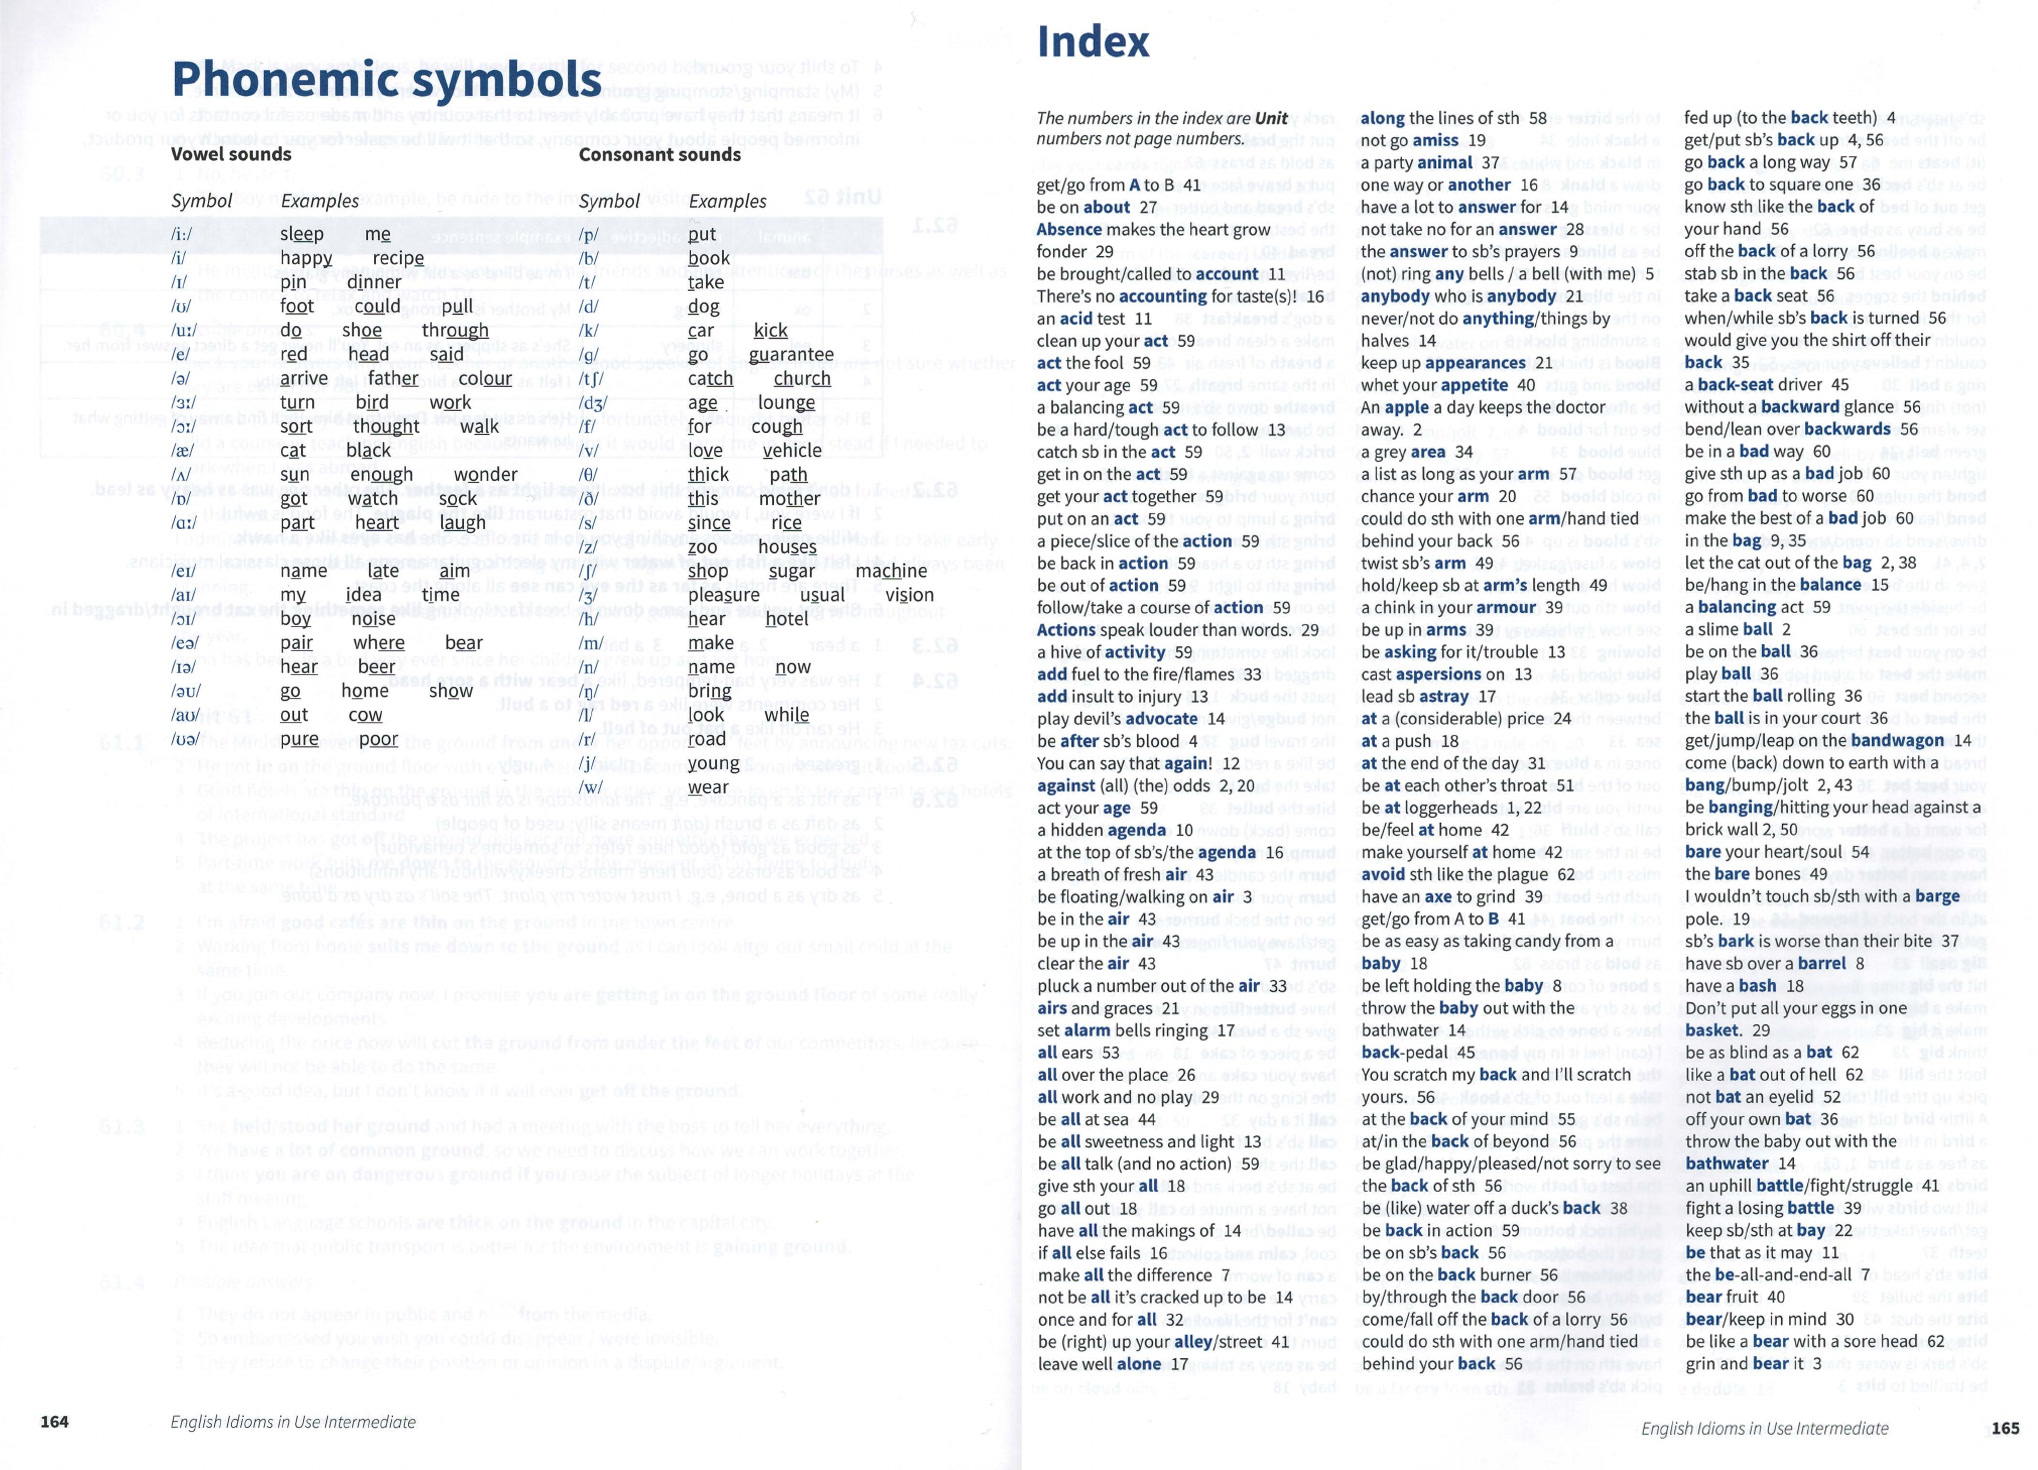 Phonemic symbols
Vowel sounds
Symbol Examples
/iː/ sleep me
/i/ happy recipe
/ɪ/ pin dinner
/ʊ/ foot could pull
/uː/ do shoe through
/e/ red head said
/ə/ arrive father colour
/ɜː/ turn bird work
/ɔː/ sort thought walk
/æ/ cat black
/ʌ/ sun enough wonder
/ɒ/ got watch sock
/ɑː/ part heart laugh
/eɪ/ name late aim
/aɪ/ my idea time
/ɔɪ/ boy noise
/eə/ pair where bear
/ɪə/ hear beer
/əʊ/ go home show
/aʊ/ out cow
/ʊə/ pure poor
Consonant sounds
Symbol Examples
/p/ put
/b/ book
/t/ take
/d/ dog
/k/ car kick
/g/ go guarantee
/tʃ/ catch church
/dʒ/ age lounge
/f/ for cough
/v/ love vehicle
/θ/ thick path
/ð/ this mother
/s/ since rice
/z/ zoo houses
/ʃ/ shop sugar machine
/ʒ/ pleasure usual vision
/h/ hear hotel
/m/ make
/n/ name now
/ŋ/ bring
/l/ look while
/r/ road
/j/ young
/w/ wear
164 English Idioms in Use Intermediate
Index
The numbers in the index are Unit
numbers not page numbers.
get/go from A to B 41
be on about 27
Absence makes the heart grow
fonder 29
be brought/called to account 11
There's no accounting for taste(s)! 16
an acid test 11
clean up your act 59
act the fool 59
act your age 59
a balancing act 59
be a hard/tough act to follow 13
catch sb in the act 59
get in on the act 59
get your act together 59
put on an act 59
a piece/slice of the action 59
be back in action 59
be out of action 59
follow/take a course of action 59
Actions speak louder than words. 29
a hive of activity 59
add fuel to the fire/flames 33
add insult to injury 13
play devil's advocate 14
be after sb's blood 4
You can say that again! 12
against (all) (the) odds 2, 20
act your age 59
a hidden agenda 10
at the top of sb's/the agenda 16
a breath of fresh air 43
be floating/walking on air 3
be in the air 43
be up in the air 43
clear the air 43
pluck a number out of the air 33
airs and graces 21
set alarm bells ringing 17
all ears 53
all over the place 26
all work and no play 29
be all at sea 44
be all sweetness and light 13
be all talk (and no action) 59
give sth your all 18
go all out 18
have all the makings of 14
if all else fails 16
make all the difference 7
not be all it's cracked up to be 14
once and for all 32
be (right) up your alley/street 41
leave well alone 17
along the lines of sth 58
not go amiss 19
a party animal 37
one way or another 16
have a lot to answer for 14
not take no for an answer 28
the answer to sb's prayers 9
(not) ring any bells / a bell (with me) 5
anybody who is anybody 21
never/not do anything/things by
halves 14
keep up appearances 21
whet your appetite 40
An apple a day keeps the doctor
away. 2
a grey area 34
a list as long as your arm 57
chance your arm 20
could do sth with one arm/hand tied
behind your back 56
twist sb's arm 49
hold/keep sb at arm's length 49
a chink in your armour 39
be up in arms 39
be asking for it/trouble 13
cast aspersions on 13
lead sb astray 17
at a (considerable) price 24
at a push 18
at the end of the day 31
be at each other's throat 51
be at loggerheads 1, 22
be/feel at home 42
make yourself at home 42
avoid sth like the plague 62
have an axe to grind 39
get/go from A to B 41
be as easy as taking candy from a
baby 18
be left holding the baby 8
throw the baby out with the
bathwater 14
back-pedal 45
You scratch my back and I'll scratch
yours. 56
at the back of your mind 55
at/in the back of beyond 56
be glad/happy/pleased/not sorry to see
the back of sth 56
be (like) water off a duck's back 38
be back in action 59
be on sb's back 56
be on the back burner 56
by/through the back door 56
come/fall off the back of a lorry 56
could do sth with one arm/hand tied
behind your back 56
fed up (to the back teeth) 4
get/put sb's back up 4, 56
go back a long way 57
go back to square one 36
know sth like the back of
your hand 56
off the back of a lorry 56
stab sb in the back 56
take a back seat 56
when/while sb's back is turned 56
would give you the shirt off their
back 35
a back-seat driver 45
without a backward glance 56
bend/lean over backwards 56
be in a bad way 60
give sth up as a bad job 60
go from bad to worse 60
make the best of a bad job 60
in the bag 9, 35
let the cat out of the bag 2, 38
be/hang in the balance 15
a balancing act 59
a slime ball 2
be on the ball 36
play ball 36
start the ball rolling 36
the ball is in your court 36
get/jump/leap on the bandwagon 14
come (back) down to earth with a
bang/bump/jolt 2, 43
be banging/hitting your head against a
brick wall 2, 50
bare your heart/soul 54
the bare bones 49
I wouldn't touch sb/sth with a barge
pole. 19
sb's bark is worse than their bite 37
have sb over a barrel 8
have a bash 18
Don't put all your eggs in one
basket. 29
be as blind as a bat 62
like a bat out of hell 62
not bat an eyelid 52
off your own bat 36
throw the baby out with the
bathwater 14
an uphill battle/fight/struggle 41
fight a losing battle 39
keep sb/sth at bay 22
be that as it may 11
the be-all-and-end-all 7
bear fruit 40
bear/keep in mind 30
be like a bear with a sore head 62
grin and bear it 3
English Idioms in Use Intermediate 165